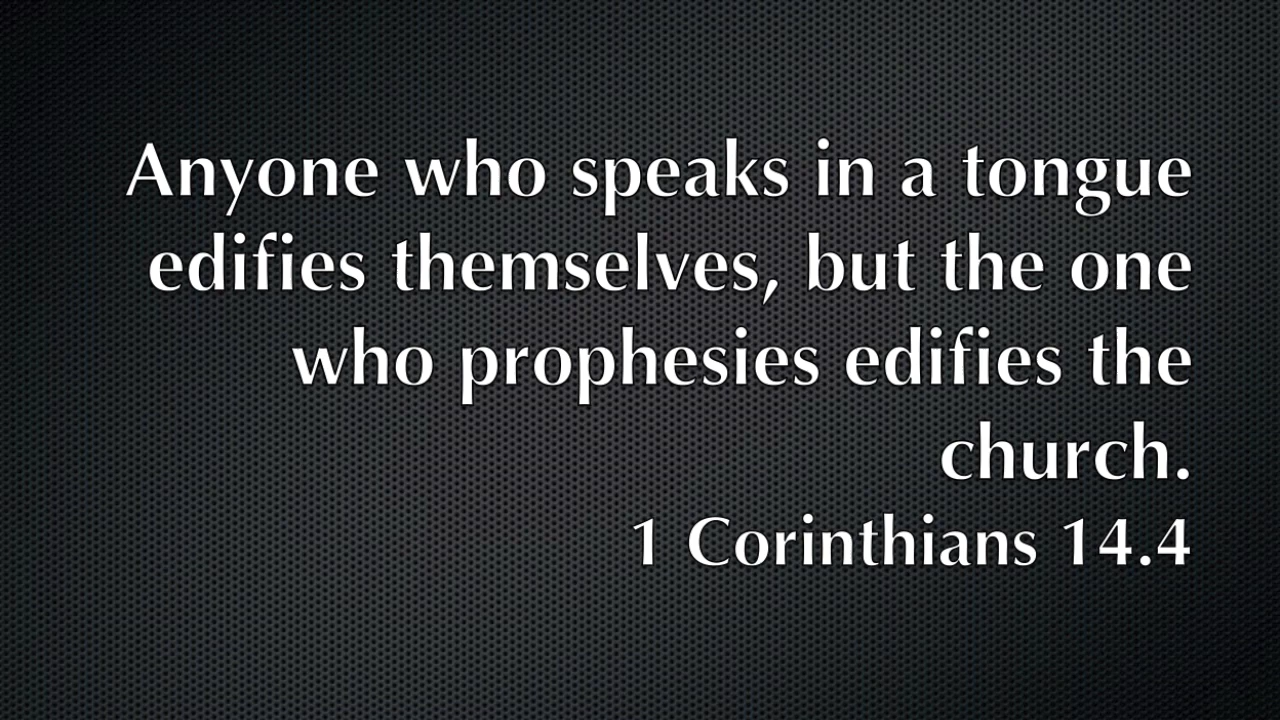 Anyone who speaks in a tongue
edifies themselves, but the one
who prophesies edifies the
church.
1 Corinthians 14.4